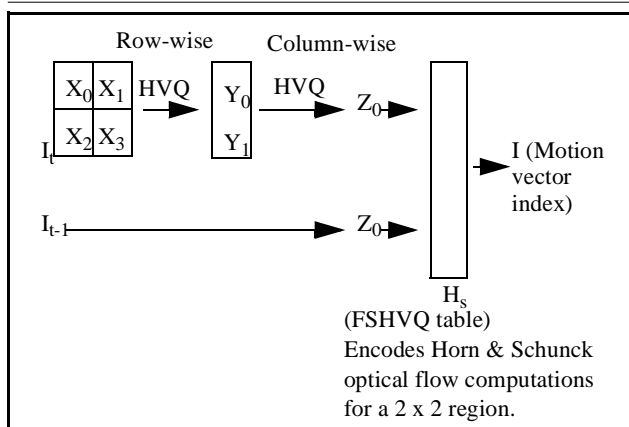 Row-wise Column-wise
X0 X1 HVQ Y0 HVQ Z0
X2 X3 Y1
It
I (Motion
vector
index)
It-1 Z0
Hs
(FSHVQ table)
Encodes Horn & Schunck
optical flow computations
for a 2 x 2 region.